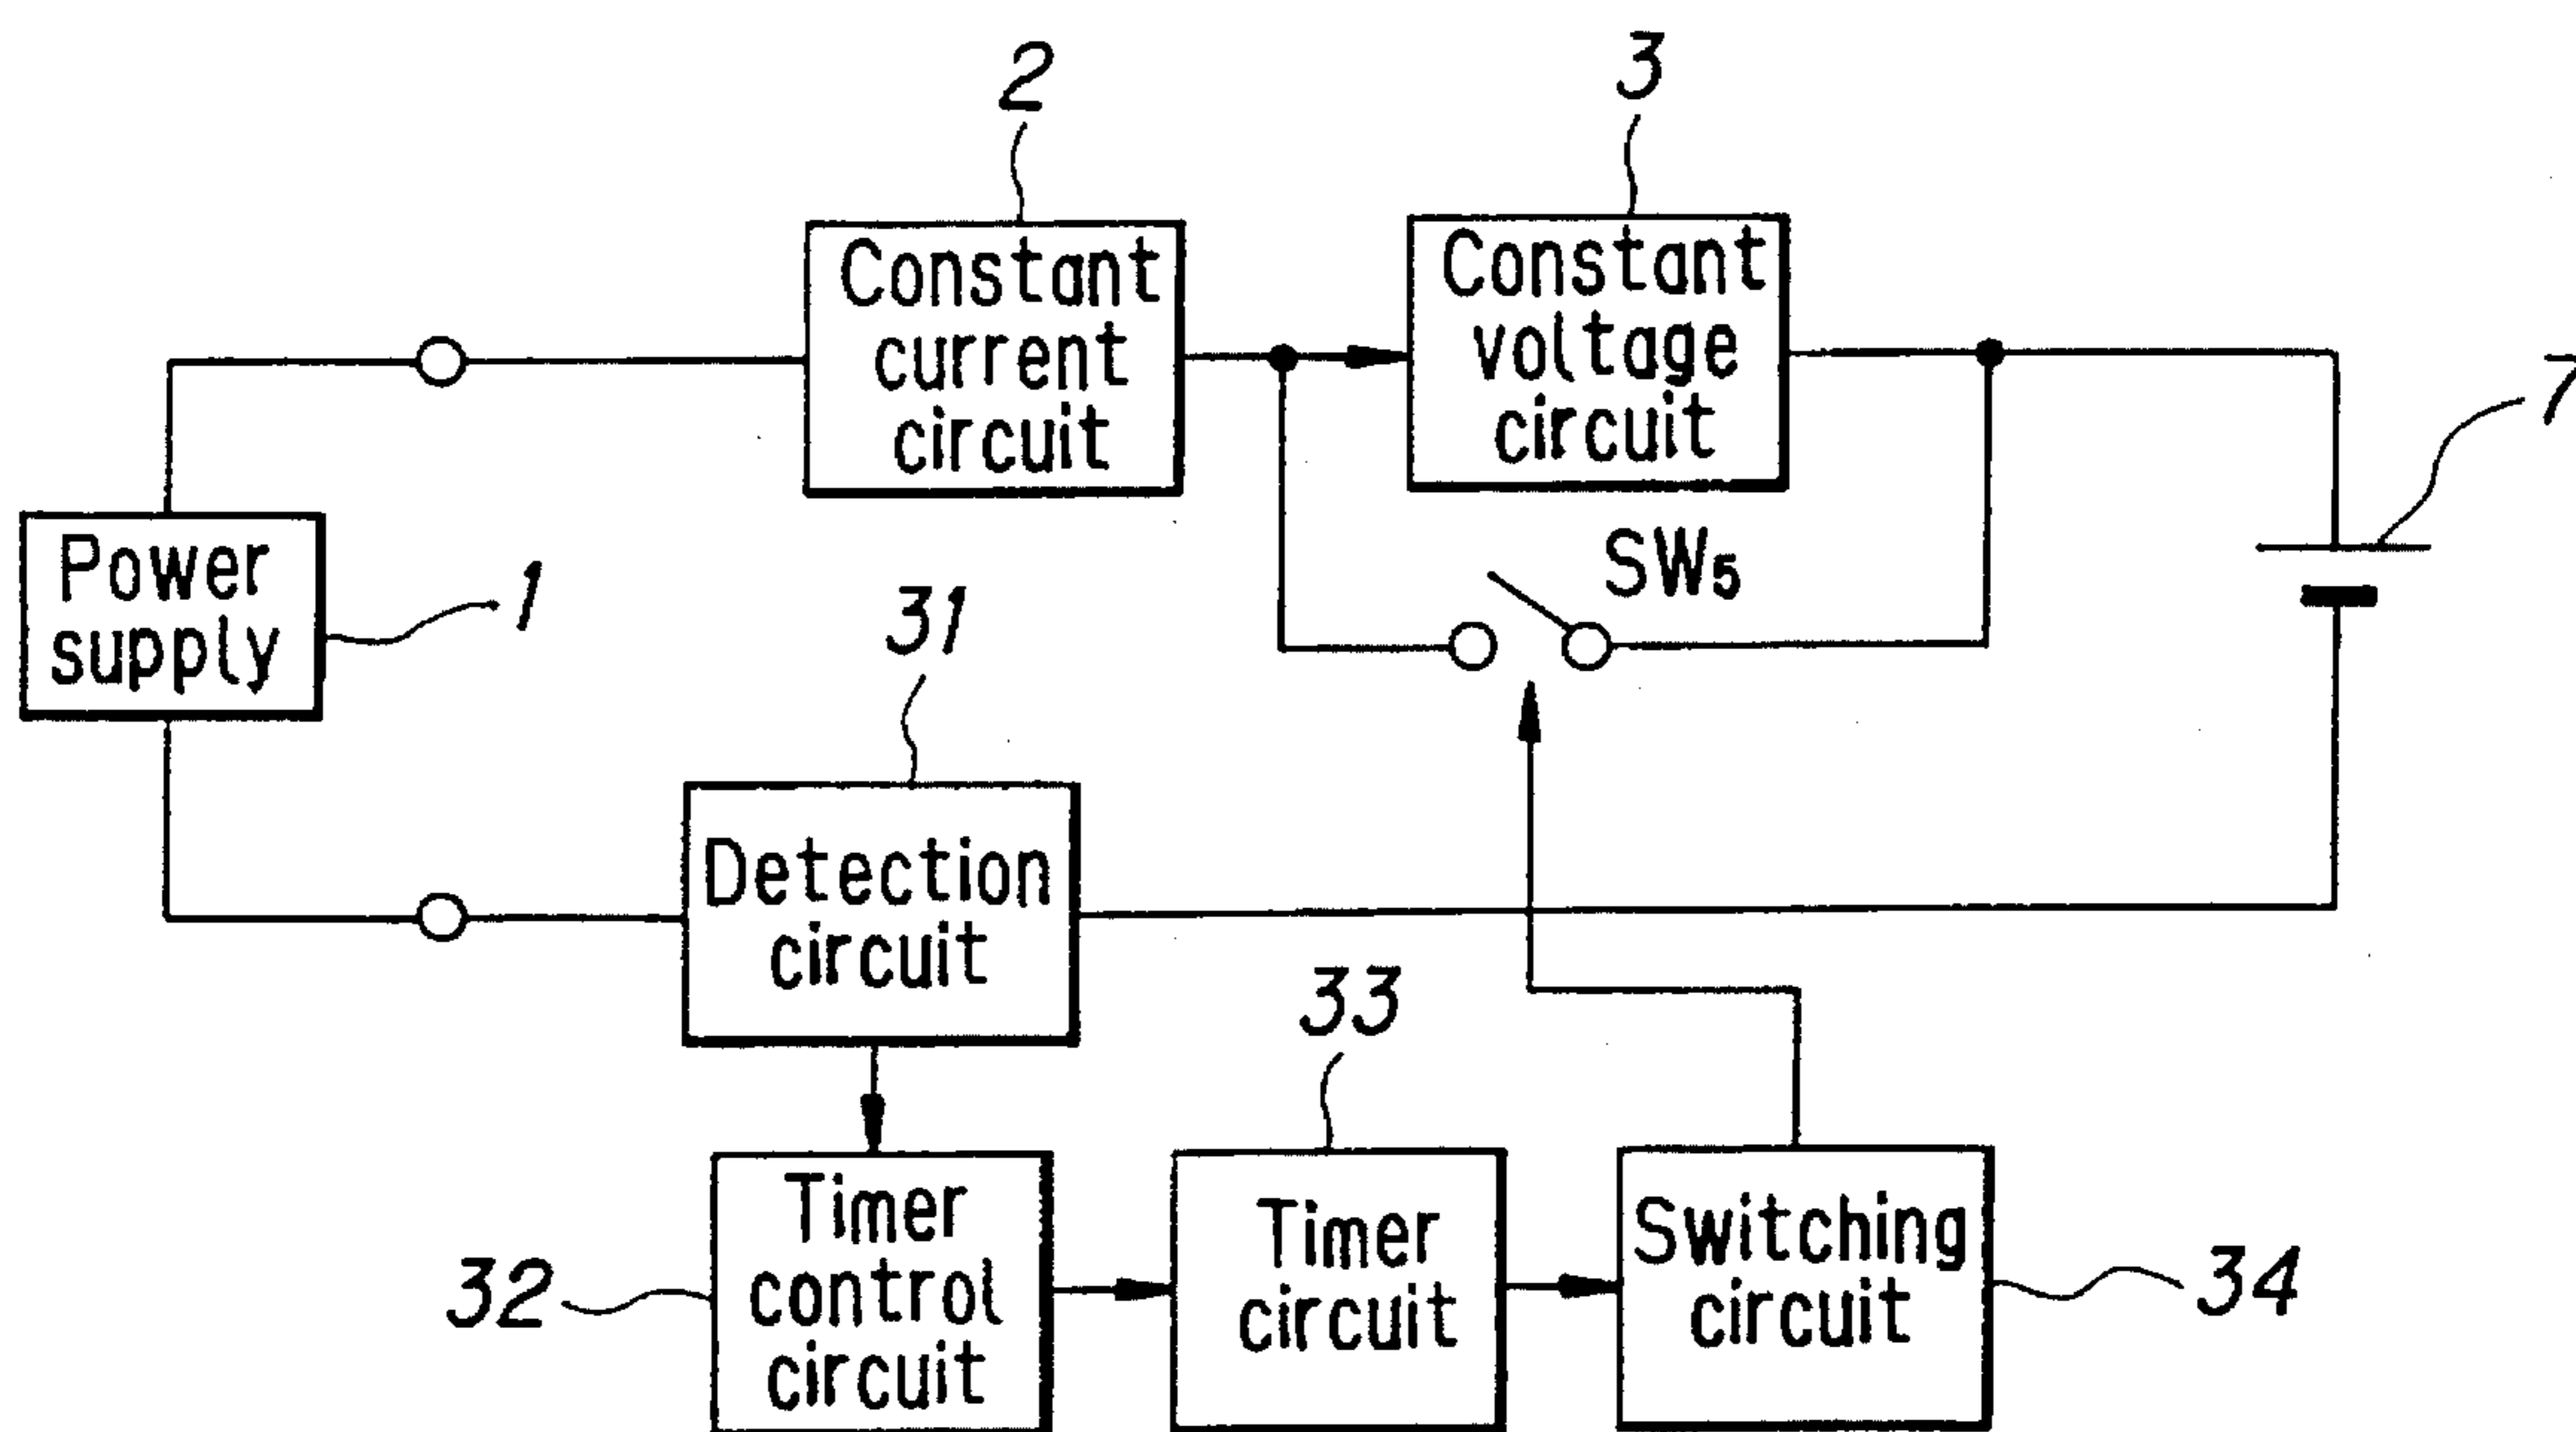 2
3
Constant
current
circuit
Constant
voltage
circuit
7
Power
supply
1
SW5
31
Detection
circuit
33
Timer
control
circuit
32
Timer
circuit
Switching
circuit
34